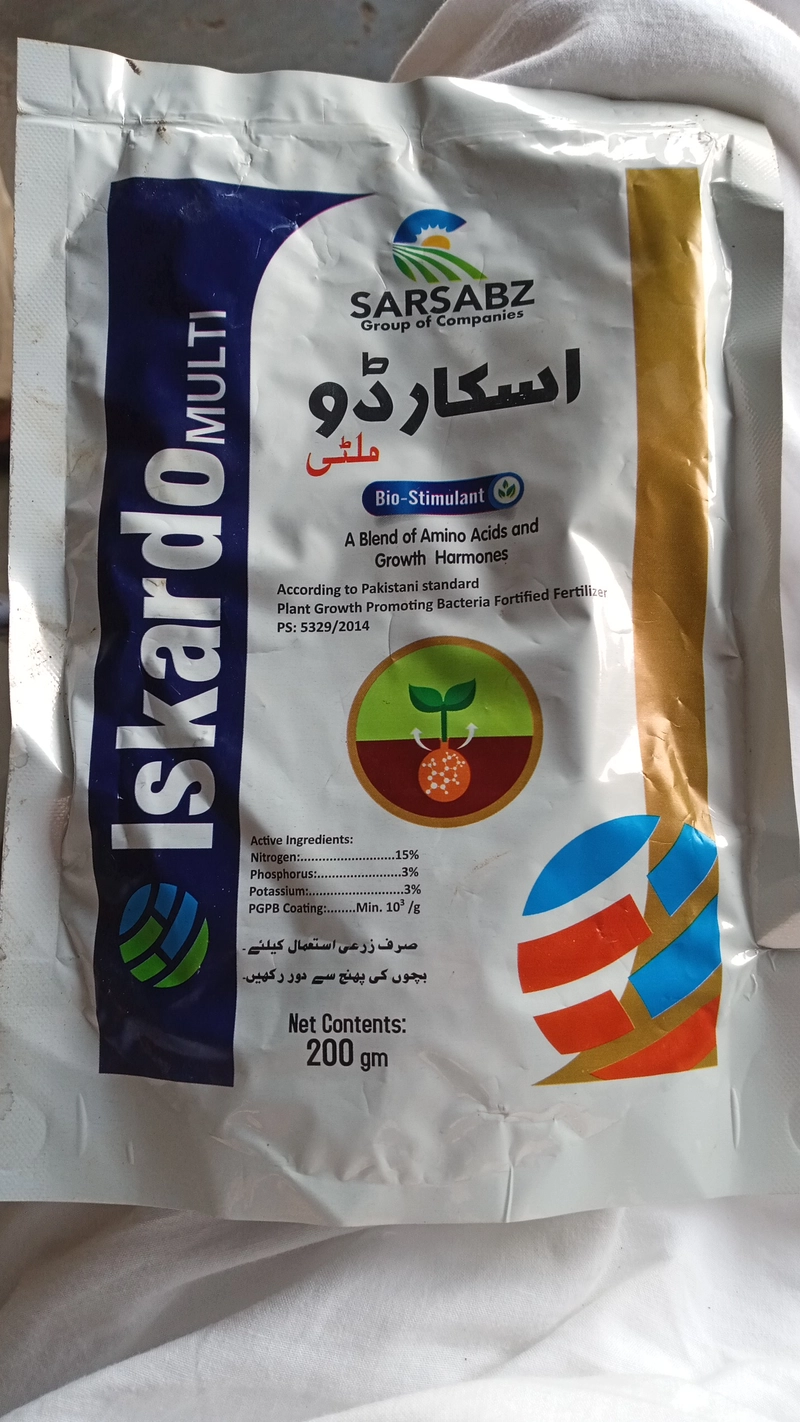 SARSABZ
Group of Companies
Iskardo MULTI
اسکارڈو
ملٹی
Bio-Stimulant
A Blend of Amino Acids and
Growth Harmones
According to Pakistani standard
Plant Growth Promoting Bacteria Fortified Fertilizer
PS: 5329/2014
Active Ingredients:
Nitrogen:...........................15%
Phosphorus:........................3%
Potassium:...........................3%
PGPB Coating:........Min. 10³ /g
صرف زرعی استعمال کیلئے۔
بچوں کی پہنچ سے دور رکھیں۔
Net Contents:
200 gm